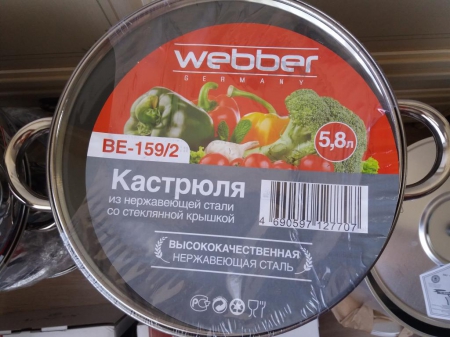 webber
GERMANY
5,8л
BE-159/2
Кастрюля
из нержавеющей стали
со стеклянной крышкой
4 690597 127707
ВЫСОКОКАЧЕСТВЕННАЯ
НЕРЖАВЕЮЩАЯ СТАЛЬ